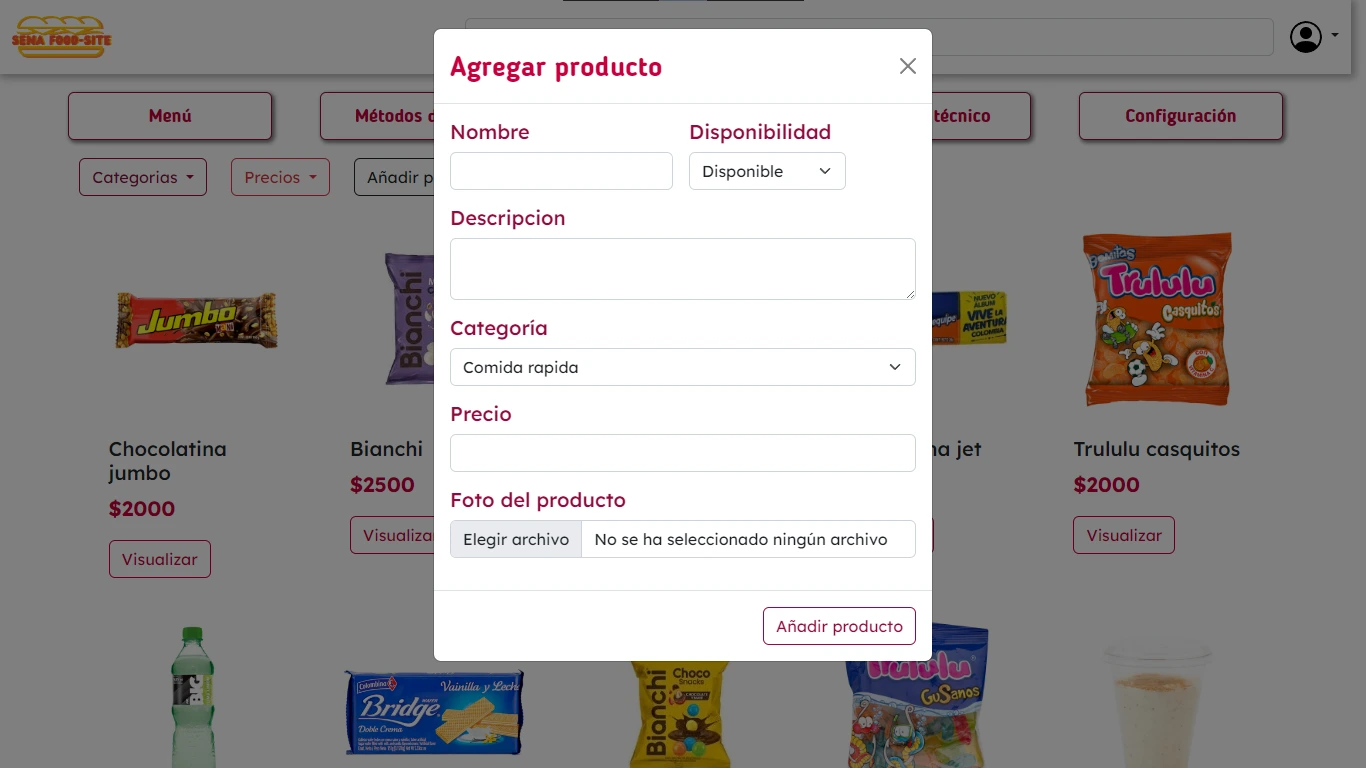 SENA FOOD-SITE
Agregar producto
Menú
Métodos d
técnico
Configuración
Nombre
Disponibilidad
Disponible
Categorias
Precios
Añadir p
Descripcion
Categoría
Comida rapida
Precio
Foto del producto
Elegir archivo
No se ha seleccionado ningún archivo
Añadir producto
Jumbo
Bianchi
equipe
NUEVO
ÁLBUM
VIVE LA
AVENTURA
COLOMBIA
Trululu
Casquitos
Chocolatina
jumbo
$2000
Visualizar
Bianchi
$2500
Visualiza
na jet
Trululu casquitos
$2000
Visualizar
BIG
Colombina
Vainilla y Lech
Bridge
Doble Crema
Bianchi
Choco
Snacks
Trululu
GuSanos